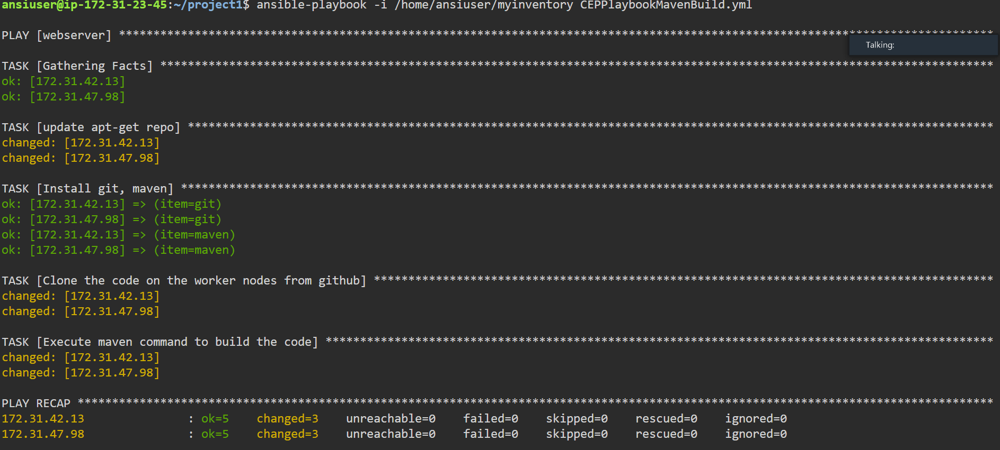 ansiuser@ip-172-31-23-45:~/project1$ ansible-playbook -i /home/ansiuser/myinventory CEPPlaybookMavenBuild.yml
PLAY [webserver] *******************************************************************************************************************************
Talking:
TASK [Gathering Facts] *************************************************************************************************************************
ok: [172.31.42.13]
ok: [172.31.47.98]
TASK [update apt-get repo] *********************************************************************************************************************
changed: [172.31.42.13]
changed: [172.31.47.98]
TASK [Install git, maven] **********************************************************************************************************************
ok: [172.31.42.13] => (item=git)
ok: [172.31.47.98] => (item=git)
ok: [172.31.42.13] => (item=maven)
ok: [172.31.47.98] => (item=maven)
TASK [Clone the code on the worker nodes from github] ******************************************************************************************
changed: [172.31.42.13]
changed: [172.31.47.98]
TASK [Execute maven command to build the code] *************************************************************************************************
changed: [172.31.42.13]
changed: [172.31.47.98]
PLAY RECAP *************************************************************************************************************************************
172.31.42.13               : ok=5    changed=3    unreachable=0    failed=0    skipped=0    rescued=0    ignored=0
172.31.47.98               : ok=5    changed=3    unreachable=0    failed=0    skipped=0    rescued=0    ignored=0